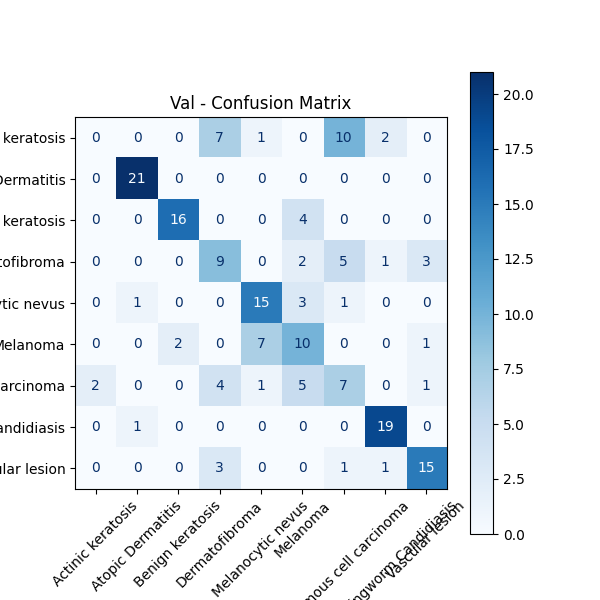 Val - Confusion Matrix
keratosis 0 0 0 7 1 0 10 2 0
Dermatitis 0 21 0 0 0 0 0 0 0
keratosis 0 0 16 0 0 4 0 0 0
tofibroma 0 0 0 9 0 2 5 1 3
ytic nevus 0 1 0 0 15 3 1 0 0
Melanoma 0 0 2 0 7 10 0 0 1
arcinoma 2 0 0 4 1 5 7 0 1
andidiasis 0 1 0 0 0 0 0 19 0
ular lesion 0 0 0 3 0 0 1 1 15
Actinic keratosis
Atopic Dermatitis
Benign keratosis
Dermatofibroma
Melanocytic nevus
Melanoma
mous cell carcinoma
ingworm Candidiasis
Vascular lesion
20.0
17.5
15.0
12.5
10.0
7.5
5.0
2.5
0.0